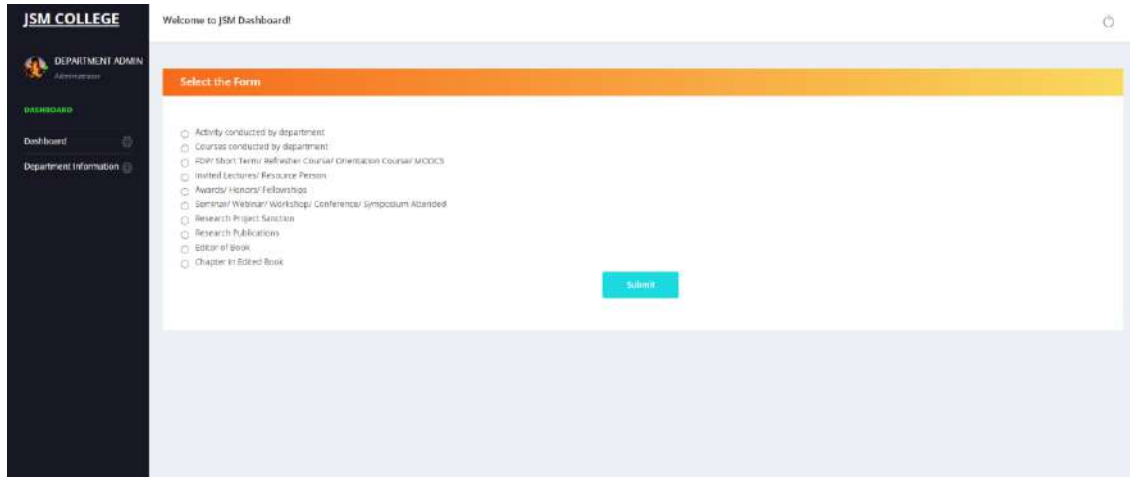 JSM COLLEGE
Welcome to JSM Dashboard!
DEPARTMENT ADMIN
Administrator
Select the Form
DASHBOARD
Dashboard
Department Information
Activity conducted by department
Courses conducted by department
FDP/ Short Term/ Refresher Course/ Orientation Course/ MOOCS
Invited Lectures/ Resource Person
Awards/ Honors/ Fellowships
Seminar/ Webinar/ Workshop/ Conference/ Symposium Attended
Research Project Sanction
Research Publications
Editor of Book
Chapter in Edited Book
Submit